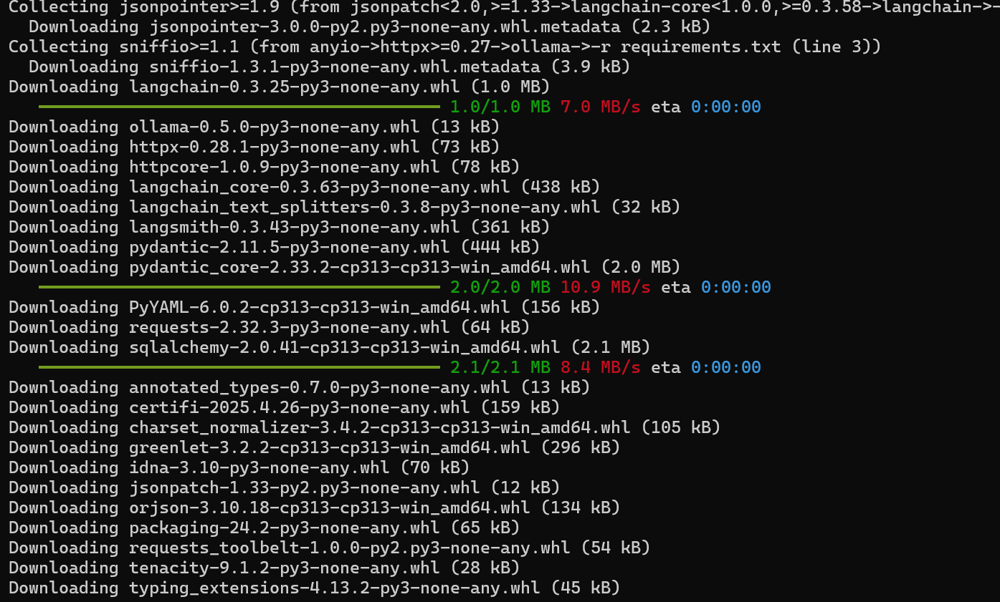 Collecting jsonpointer>=1.9 (from jsonpatch<2.0,>=1.33->langchain-core<1.0.0,>=0.3.58->langchain->-
Downloading jsonpointer-3.0.0-py2.py3-none-any.whl.metadata (2.3 kB)
Collecting sniffio>=1.1 (from anyio->httpx>=0.27->ollama->-r requirements.txt (line 3))
Downloading sniffio-1.3.1-py3-none-any.whl.metadata (3.9 kB)
Downloading langchain-0.3.25-py3-none-any.whl (1.0 MB)
1.0/1.0 MB 7.0 MB/s eta 0:00:00
Downloading ollama-0.5.0-py3-none-any.whl (13 kB)
Downloading httpx-0.28.1-py3-none-any.whl (73 kB)
Downloading httpcore-1.0.9-py3-none-any.whl (78 kB)
Downloading langchain_core-0.3.63-py3-none-any.whl (438 kB)
Downloading langchain_text_splitters-0.3.8-py3-none-any.whl (32 kB)
Downloading langsmith-0.3.43-py3-none-any.whl (361 kB)
Downloading pydantic-2.11.5-py3-none-any.whl (444 kB)
Downloading pydantic_core-2.33.2-cp313-cp313-win_amd64.whl (2.0 MB)
2.0/2.0 MB 10.9 MB/s eta 0:00:00
Downloading PyYAML-6.0.2-cp313-cp313-win_amd64.whl (156 kB)
Downloading requests-2.32.3-py3-none-any.whl (64 kB)
Downloading sqlalchemy-2.0.41-cp313-cp313-win_amd64.whl (2.1 MB)
2.1/2.1 MB 8.4 MB/s eta 0:00:00
Downloading annotated_types-0.7.0-py3-none-any.whl (13 kB)
Downloading certifi-2025.4.26-py3-none-any.whl (159 kB)
Downloading charset_normalizer-3.4.2-cp313-cp313-win_amd64.whl (105 kB)
Downloading greenlet-3.2.2-cp313-cp313-win_amd64.whl (296 kB)
Downloading idna-3.10-py3-none-any.whl (70 kB)
Downloading jsonpatch-1.33-py2.py3-none-any.whl (12 kB)
Downloading orjson-3.10.18-cp313-cp313-win_amd64.whl (134 kB)
Downloading packaging-24.2-py3-none-any.whl (65 kB)
Downloading requests_toolbelt-1.0.0-py2.py3-none-any.whl (54 kB)
Downloading tenacity-9.1.2-py3-none-any.whl (28 kB)
Downloading typing_extensions-4.13.2-py3-none-any.whl (45 kB)